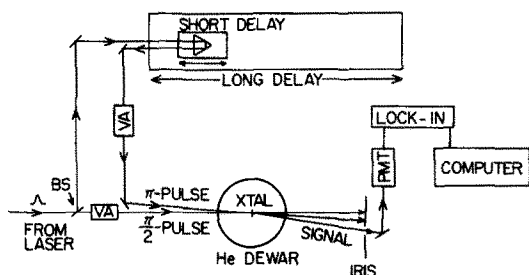 SHORT DELAY
LONG DELAY
LOCK-IN
VA
PMT
COMPUTER
BS
π-PULSE
XTAL
VA
π/2-PULSE
SIGNAL
FROM
LASER
He DEWAR
IRIS